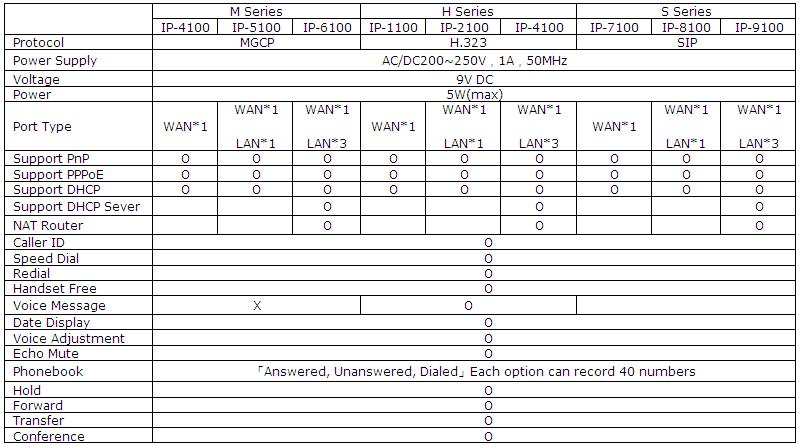 M Series H Series S Series
IP-4100 IP-5100 IP-6100 IP-1100 IP-2100 IP-4100 IP-7100 IP-8100 IP-9100
Protocol MGCP H.323 SIP
Power Supply AC/DC200~250V , 1A , 50MHz
Voltage 9V DC
Power 5W(max)
Port Type WAN*1 WAN*1 LAN*1 WAN*1 LAN*3 WAN*1 WAN*1 LAN*1 WAN*1 LAN*3 WAN*1 WAN*1 LAN*1 WAN*1 LAN*3
Support PnP O O O O O O O O O
Support PPPoE O O O O O O O O O
Support DHCP O O O O O O O O O
Support DHCP Sever O O O
NAT Router O O O
Caller ID O
Speed Dial O
Redial O
Handset Free O
Voice Message X O
Date Display O
Voice Adjustment O
Echo Mute O
Phonebook 「Answered, Unanswered, Dialed」Each option can record 40 numbers
Hold O
Forward O
Transfer O
Conference O